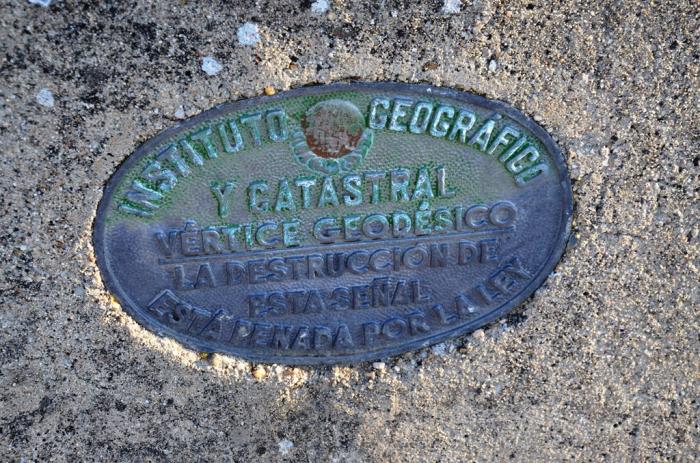 INSTITUTO GEOGRÁFICO
Y CATASTRAL
VÉRTICE GEODÉSICO
LA DESTRUCCIÓN DE
ESTA SEÑAL
ESTÁ PENADA POR LA LEY